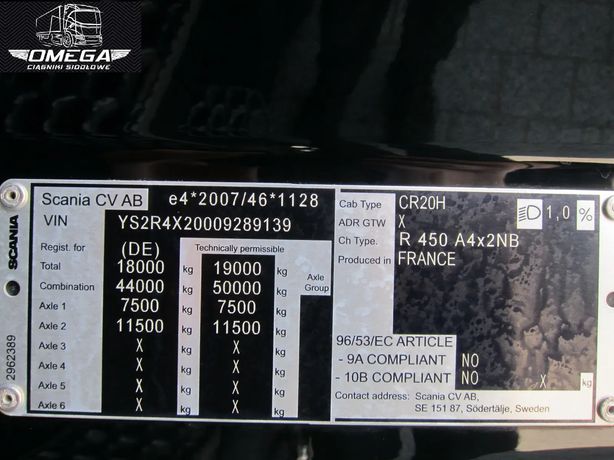 OMEGA
CIĄGNIKI SIODŁOWE
SCANIA
2962389
Scania CV AB e4*2007/46*1128
VIN YS2R4X20009289139
Regist. for (DE) Technically permissible
Total 18000 kg 19000 kg Axle Group
Combination 44000 kg 50000 kg
Axle 1 7500 kg 7500 kg
Axle 2 11500 kg 11500 kg
Axle 3 X kg X kg
Axle 4 X kg X kg
Axle 5 X kg X kg
Axle 6 X kg X kg
Cab Type CR20H 1,0 %
ADR GTW X
Ch Type. R 450 A4x2NB
Produced in FRANCE
96/53/EC ARTICLE
- 9A COMPLIANT NO
- 10B COMPLIANT NO X kg
Contact address: Scania CV AB,
SE 151 87, Södertälje, Sweden